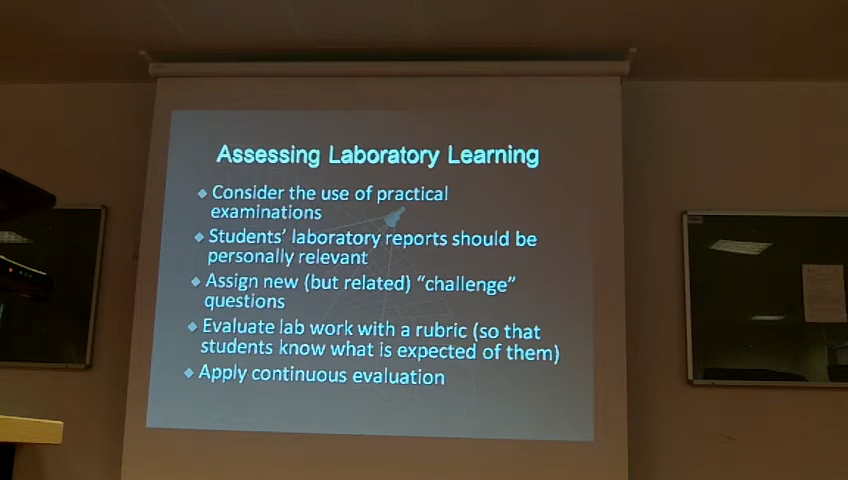 Assessing Laboratory Learning
Consider the use of practical
examinations
Students' laboratory reports should be
personally relevant
Assign new (but related) “challenge”
questions
Evaluate lab work with a rubric (so that
students know what is expected of them)
Apply continuous evaluation